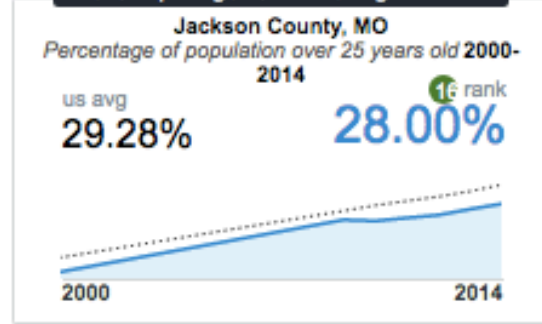 Jackson County, MO
Percentage of population over 25 years old 2000-
2014
us avg
16 rank
29.28%
28.00%
2000
2014